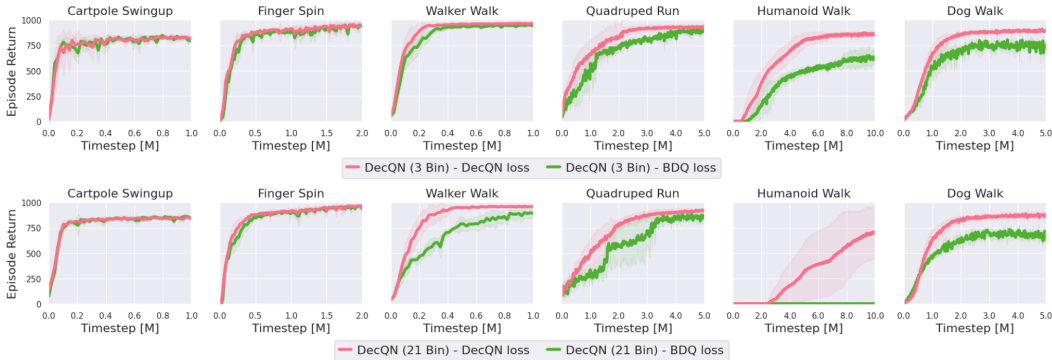 Cartpole Swingup Finger Spin Walker Walk Quadruped Run Humanoid Walk Dog Walk
Episode Return
1000
750
500
250
0
0.0 0.2 0.4 0.6 0.8 1.0 0.0 0.5 1.0 1.5 2.0 0.0 0.2 0.4 0.6 0.8 1.0 0.0 1.0 2.0 3.0 4.0 5.0 0.0 2.0 4.0 6.0 8.0 10.0 0.0 1.0 2.0 3.0 4.0 5.0
Timestep [M] Timestep [M] Timestep [M] Timestep [M] Timestep [M] Timestep [M]
DecQN (3 Bin) - DecQN loss DecQN (3 Bin) - BDQ loss
Cartpole Swingup Finger Spin Walker Walk Quadruped Run Humanoid Walk Dog Walk
Episode Return
1000
750
500
250
0
0.0 0.2 0.4 0.6 0.8 1.0 0.0 0.5 1.0 1.5 2.0 0.0 0.2 0.4 0.6 0.8 1.0 0.0 1.0 2.0 3.0 4.0 5.0 0.0 2.0 4.0 6.0 8.0 10.0 0.0 1.0 2.0 3.0 4.0 5.0
Timestep [M] Timestep [M] Timestep [M] Timestep [M] Timestep [M] Timestep [M]
DecQN (21 Bin) - DecQN loss DecQN (21 Bin) - BDQ loss